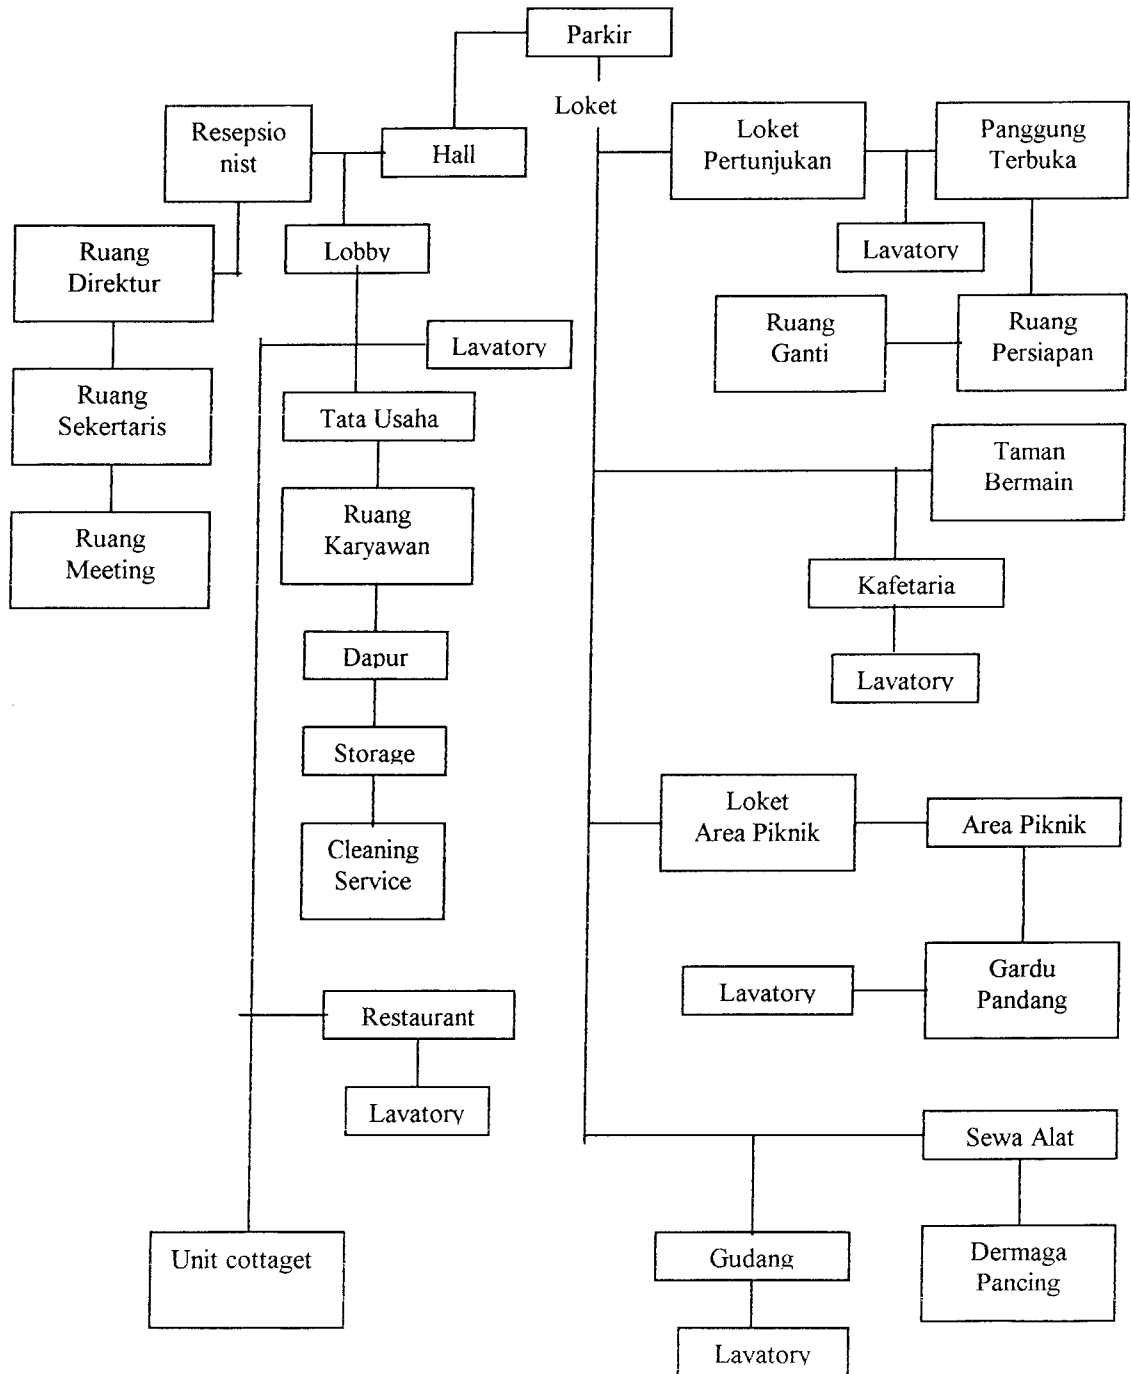 Parkir
Loket
Resepsio
nist
Hall
Loket
Pertunjukan
Panggung
Terbuka
Ruang
Direktur
Lobby
Lavatory
Lavatory
Ruang
Ganti
Ruang
Persiapan
Ruang
Sekertaris
Tata Usaha
Taman
Bermain
Ruang
Karyawan
Ruang
Meeting
Kafetaria
Dapur
Lavatory
Storage
Loket
Area Piknik
Area Piknik
Cleaning
Service
Lavatory
Gardu
Pandang
Restaurant
Lavatory
Sewa Alat
Unit cottaget
Gudang
Dermaga
Pancing
Lavatory